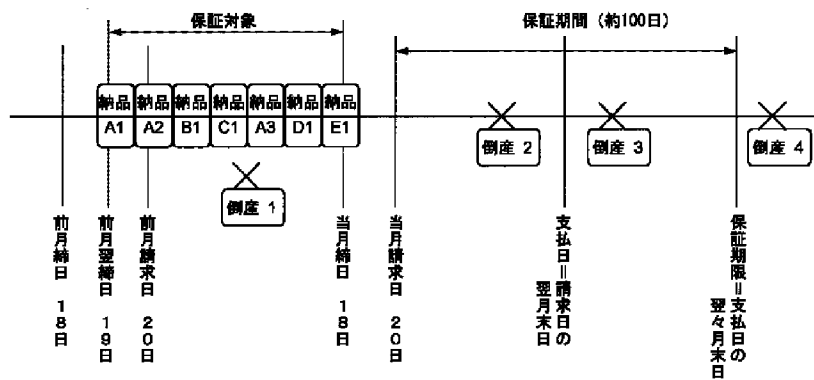 保証対象
保証期間（約100日）
納品 納品 納品 納品 納品 納品 納品
A1 A2 B1 C1 A3 D1 E1
倒産 1
倒産 2
倒産 3
倒産 4
前月締日 18日
前月翌締日 19日
前月請求日 20日
当月締日 18日
当月請求日 20日
支払日＝請求日の
翌月末日
保証期限＝支払日の
翌々月末日